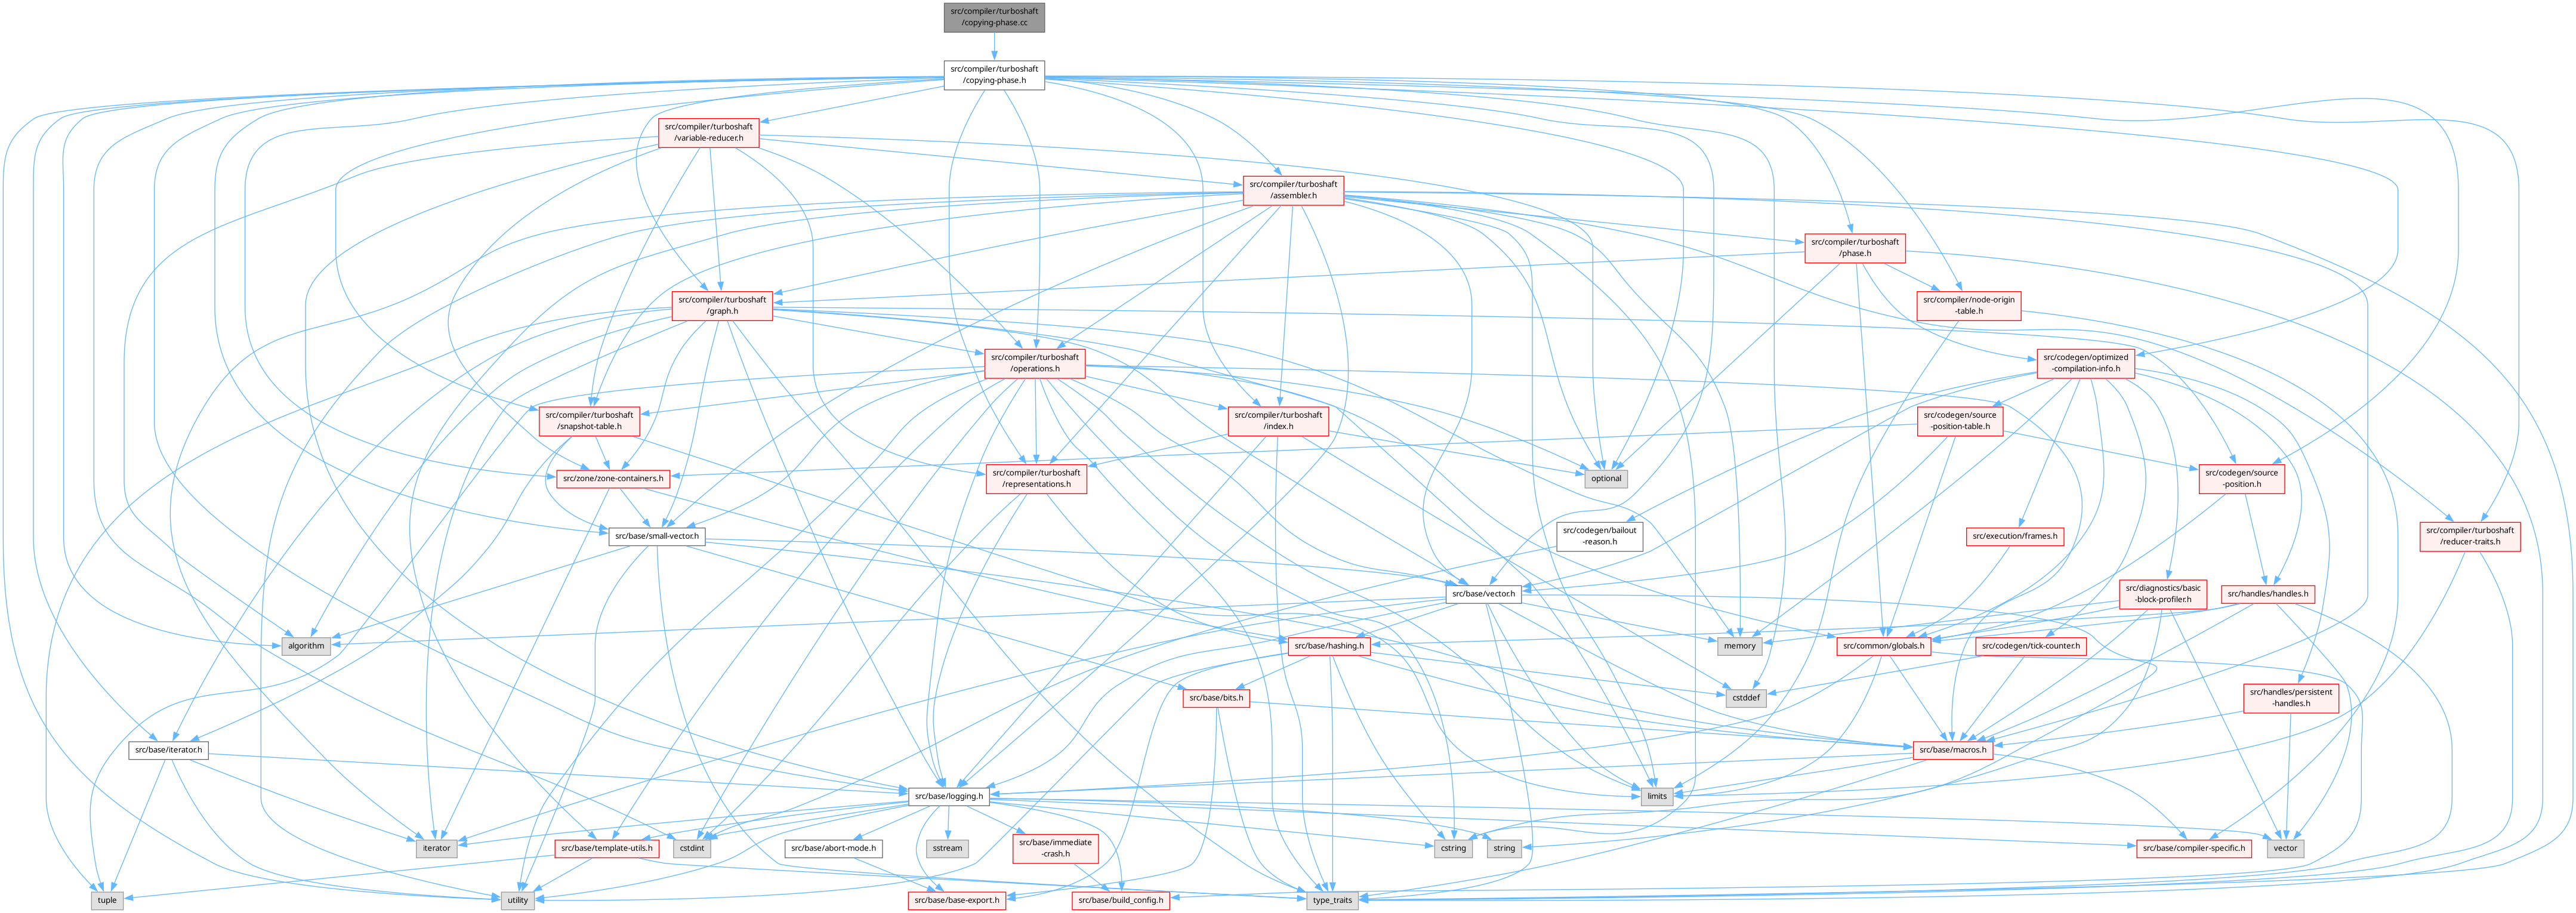 src/compiler/turboshaft
/copying-phase.cc
src/compiler/turboshaft
/copying-phase.h
src/compiler/turboshaft
/variable-reducer.h
src/compiler/turboshaft
/assembler.h
src/compiler/turboshaft
/phase.h
src/compiler/turboshaft
/graph.h
src/compiler/node-origin
-table.h
src/compiler/turboshaft
/operations.h
src/codegen/optimized
-compilation-info.h
src/compiler/turboshaft
/snapshot-table.h
src/compiler/turboshaft
/index.h
src/codegen/source
-position-table.h
src/zone/zone-containers.h
src/compiler/turboshaft
/representations.h
optional
src/codegen/source
-position.h
src/base/small-vector.h
src/codegen/bailout
-reason.h
src/execution/frames.h
src/compiler/turboshaft
/reducer-traits.h
src/base/vector.h
src/diagnostics/basic
-block-profiler.h
src/handles/handles.h
algorithm
src/base/hashing.h
memory
src/common/globals.h
src/codegen/tick-counter.h
src/base/bits.h
cstddef
src/handles/persistent
-handles.h
src/base/iterator.h
src/base/macros.h
src/base/logging.h
limits
iterator
src/base/template-utils.h
cstdint
src/base/abort-mode.h
sstream
src/base/immediate
-crash.h
cstring
string
src/base/compiler-specific.h
vector
tuple
utility
src/base/base-export.h
src/base/build_config.h
type_traits